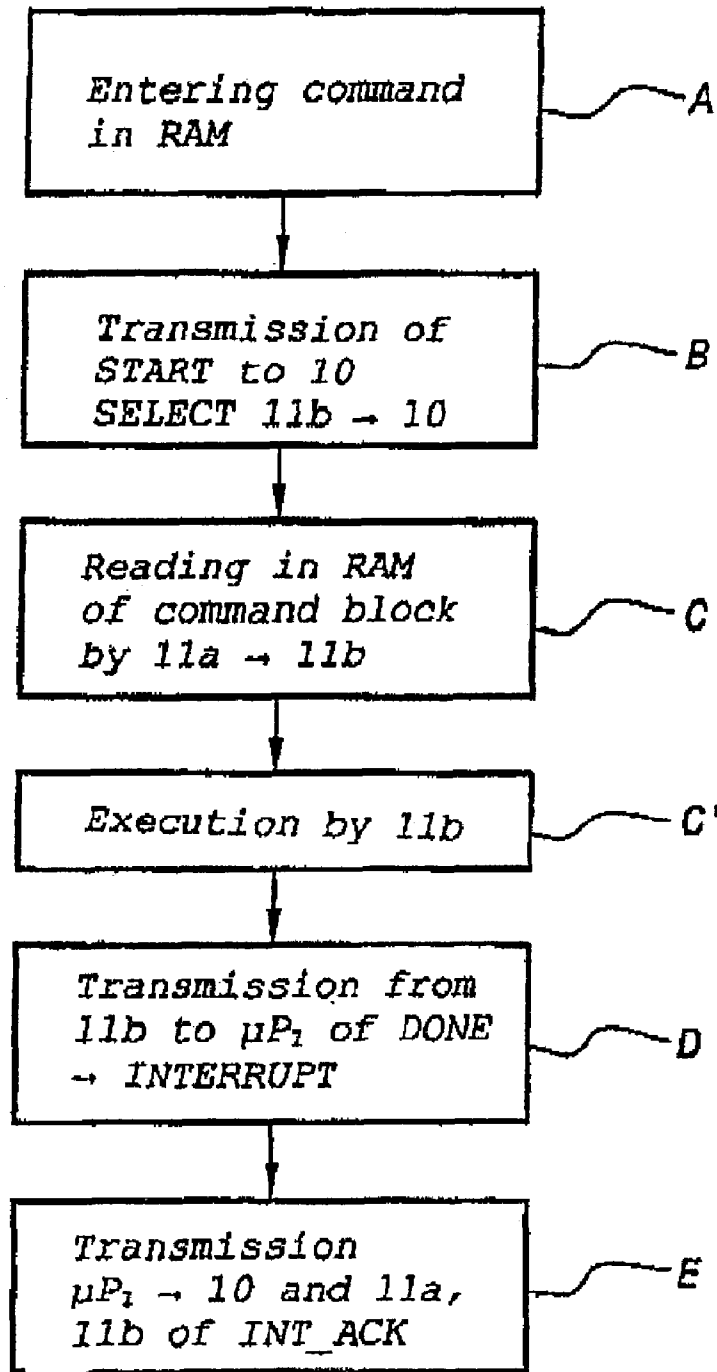 Entering command
in RAM
A
Transmission of
START to 10
SELECT 11b → 10
B
Reading in RAM
of command block
by 11a → 11b
C
Execution by 11b
C'
Transmission from
11b to µP₁ of DONE
→ INTERRUPT
D
Transmission
µP₁ → 10 and 11a,
11b of INT_ACK
E